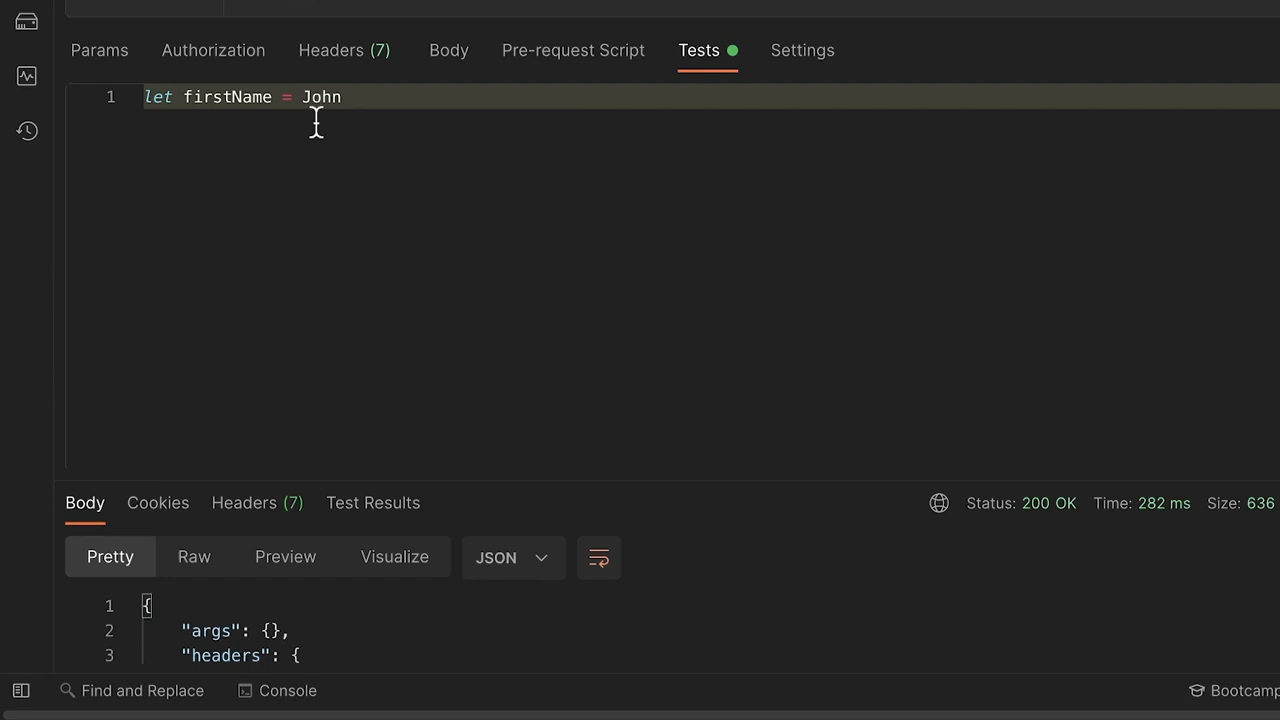 Params Authorization Headers (7) Body Pre-request Script Tests Settings
1 let firstName = John
Body Cookies Headers (7) Test Results Status: 200 OK Time: 282 ms Size: 636
Pretty Raw Preview Visualize JSON
1 {
2 "args": {},
3 "headers": {
Find and Replace Console Bootcamp